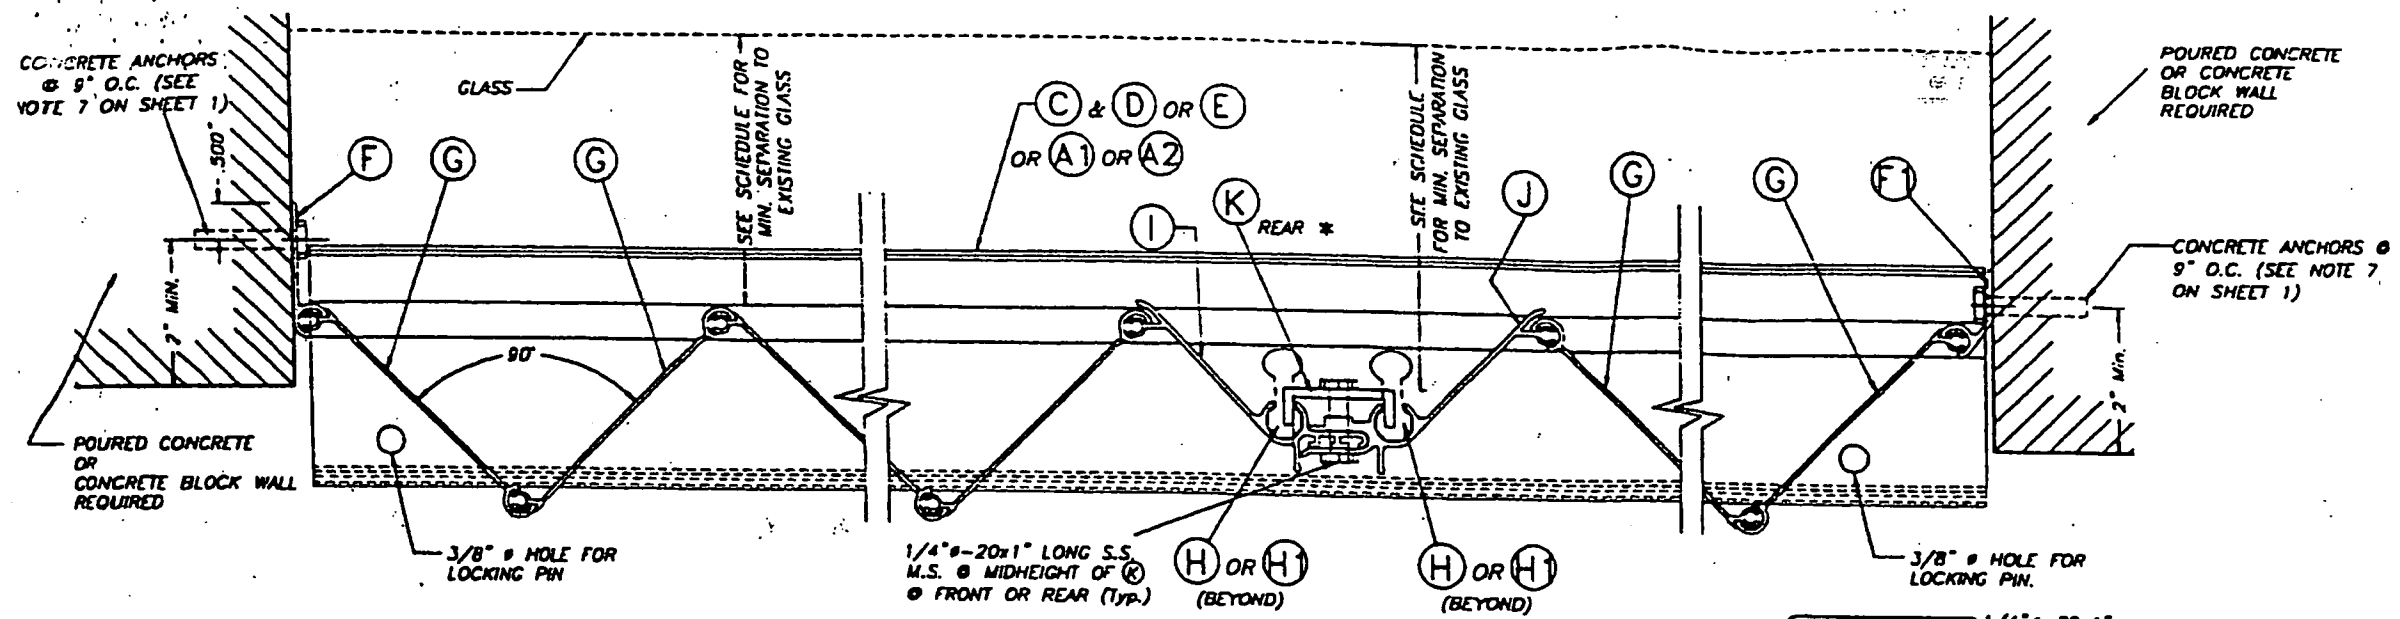 CONCRETE ANCHORS
@ 9" O.C. (SEE
NOTE 7 ON SHEET 1)
.500"
F
G
G
GLASS
SEE SCHEDULE FOR
MIN. SEPARATION TO
EXISTING GLASS
C & D OR E
OR A1 OR A2
I
K REAR *
SEE SCHEDULE
FOR MIN. SEPARATION
TO EXISTING GLASS
J
G
G
F1
POURED CONCRETE
OR CONCRETE
BLOCK WALL
REQUIRED
CONCRETE ANCHORS @
9" O.C. (SEE NOTE 7
ON SHEET 1)
2" MIN.
90°
2" Min.
POURED CONCRETE
OR
CONCRETE BLOCK WALL
REQUIRED
3/8" ø HOLE FOR
LOCKING PIN
1/4"ø-20x1" LONG S.S.
M.S. @ MIDHEIGHT OF K
@ FRONT OR REAR (Typ.)
H OR H1
(BEYOND)
H OR H1
(BEYOND)
3/8" ø HOLE FOR
LOCKING PIN.